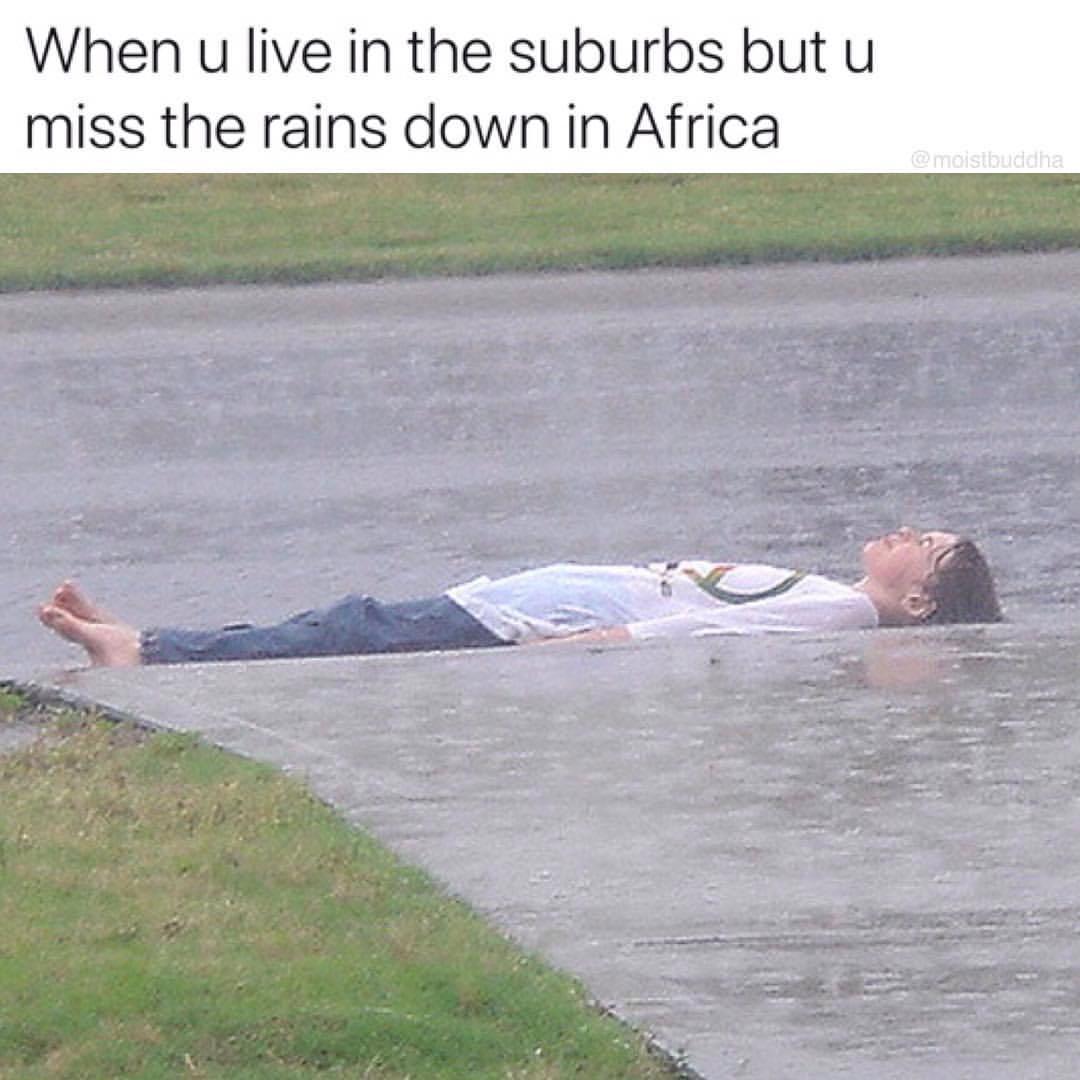 When u live in the suburbs but u
miss the rains down in Africa
@moistbuddha